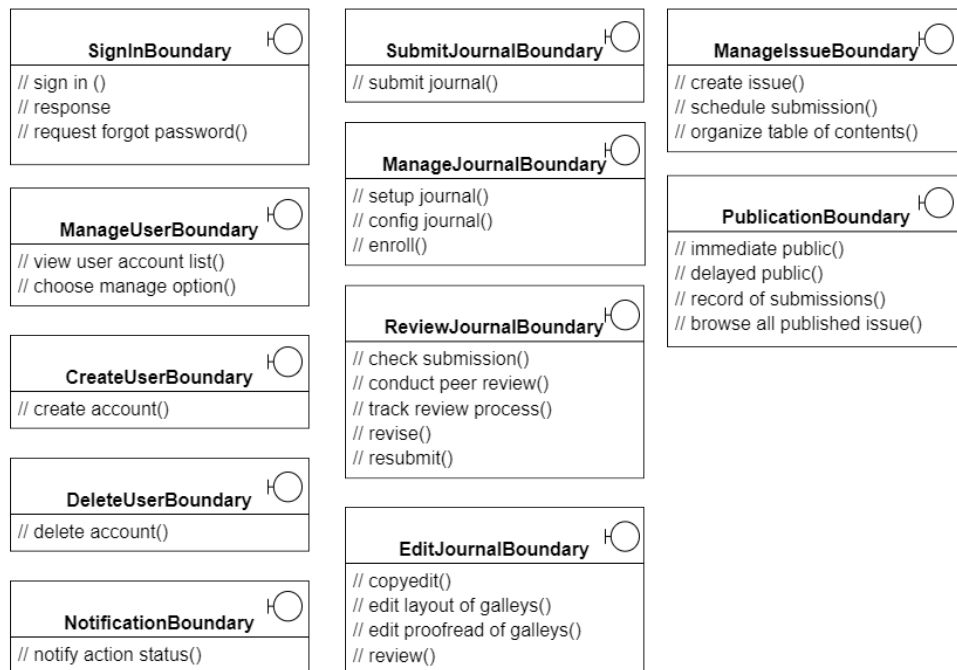 SignInBoundary
// sign in ()
// response
// request forgot password()
ManageUserBoundary
// view user account list()
// choose manage option()
CreateUserBoundary
// create account()
DeleteUserBoundary
// delete account()
NotificationBoundary
// notify action status()
SubmitJournalBoundary
// submit journal()
ManageJournalBoundary
// setup journal()
// config journal()
// enroll()
ReviewJournalBoundary
// check submission()
// conduct peer review()
// track review process()
// revise()
// resubmit()
EditJournalBoundary
// copyedit()
// edit layout of galleys()
// edit proofread of galleys()
// review()
ManageIssueBoundary
// create issue()
// schedule submission()
// organize table of contents()
PublicationBoundary
// immediate public()
// delayed public()
// record of submissions()
// browse all published issue()